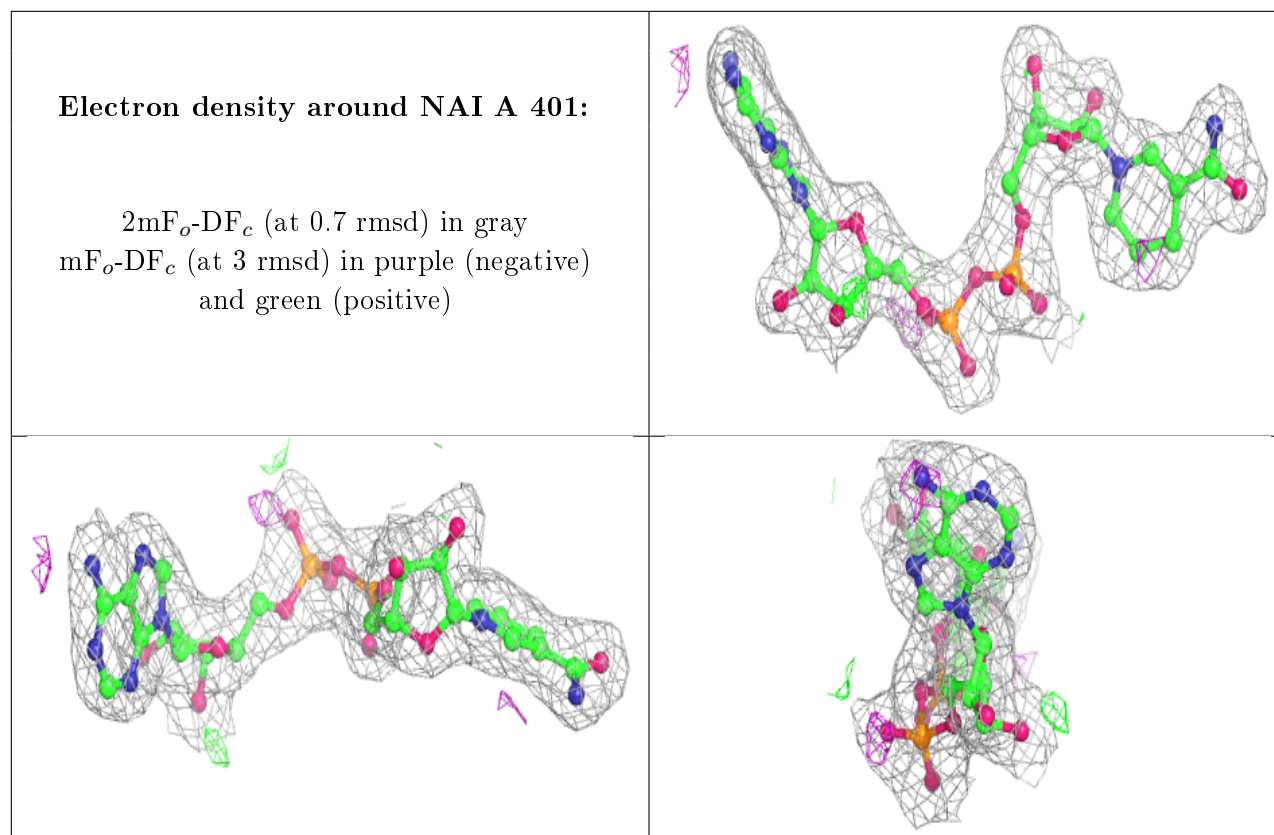 Electron density around NAI A 401:
2mFo-DFc (at 0.7 rmsd) in gray
mFo-DFc (at 3 rmsd) in purple (negative)
and green (positive)